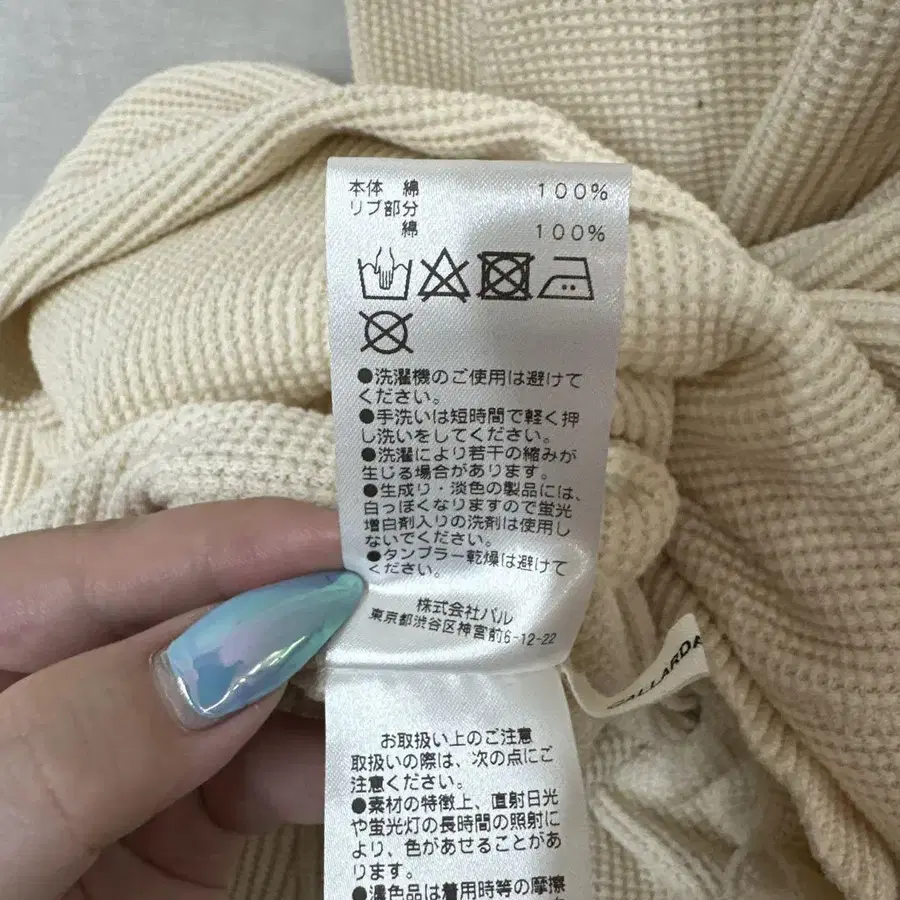 本体 綿 100%
リブ部分
綿 100%
●洗濯機のご使用は避けて
ください。
●手洗いは短時間で軽く押
し洗いをしてください。
●洗濯により若干の縮みが
生じる場合があります。
●生成り・淡色の製品には、
白っぽくなりますので蛍光
増白剤入りの洗剤は使用し
ないでください。
●タンブラー乾燥は避けて
ください。
株式会社パル
東京都渋谷区神宮前6-12-22
GALLARDA
お取扱い上のご注意
取扱いの際は、次の点にご
注意ください。
●素材の特徴上、直射日光
や蛍光灯の長時間の照射に
より、色があせることがあ
ります。
●濃色品は着用時等の摩擦